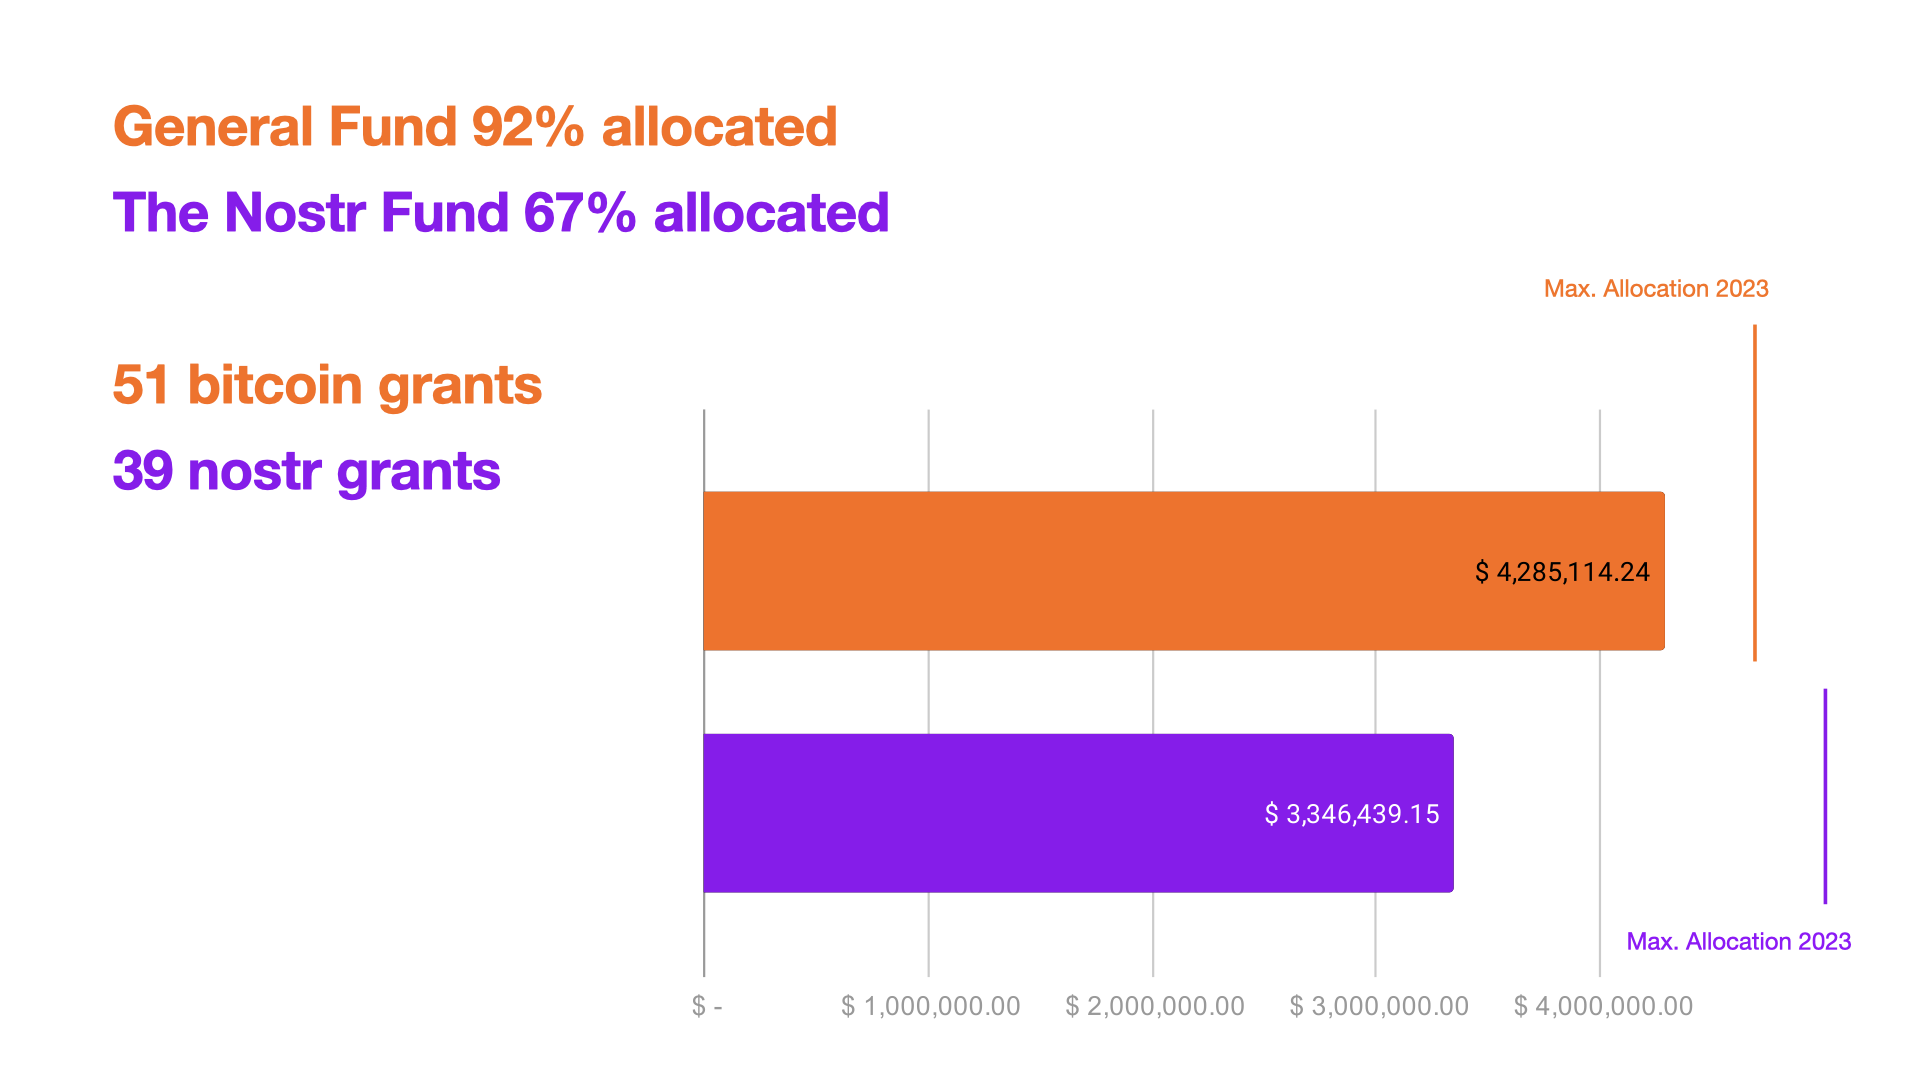 General Fund 92% allocated
The Nostr Fund 67% allocated
51 bitcoin grants
39 nostr grants
Max. Allocation 2023
$ 4,285,114.24
$ 3,346,439.15
Max. Allocation 2023
$ -
$ 1,000,000.00
$ 2,000,000.00
$ 3,000,000.00
$ 4,000,000.00